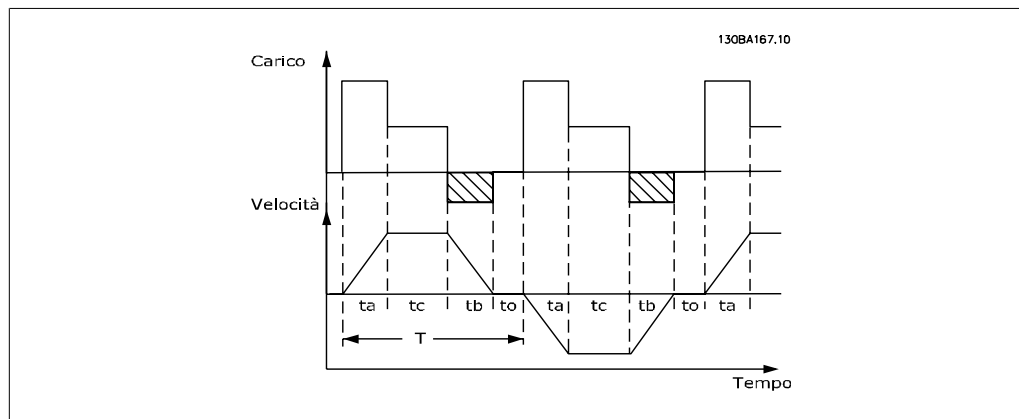 130BA167.10
Carico
Velocità
ta tc tb to ta tc tb to ta
T
Tempo